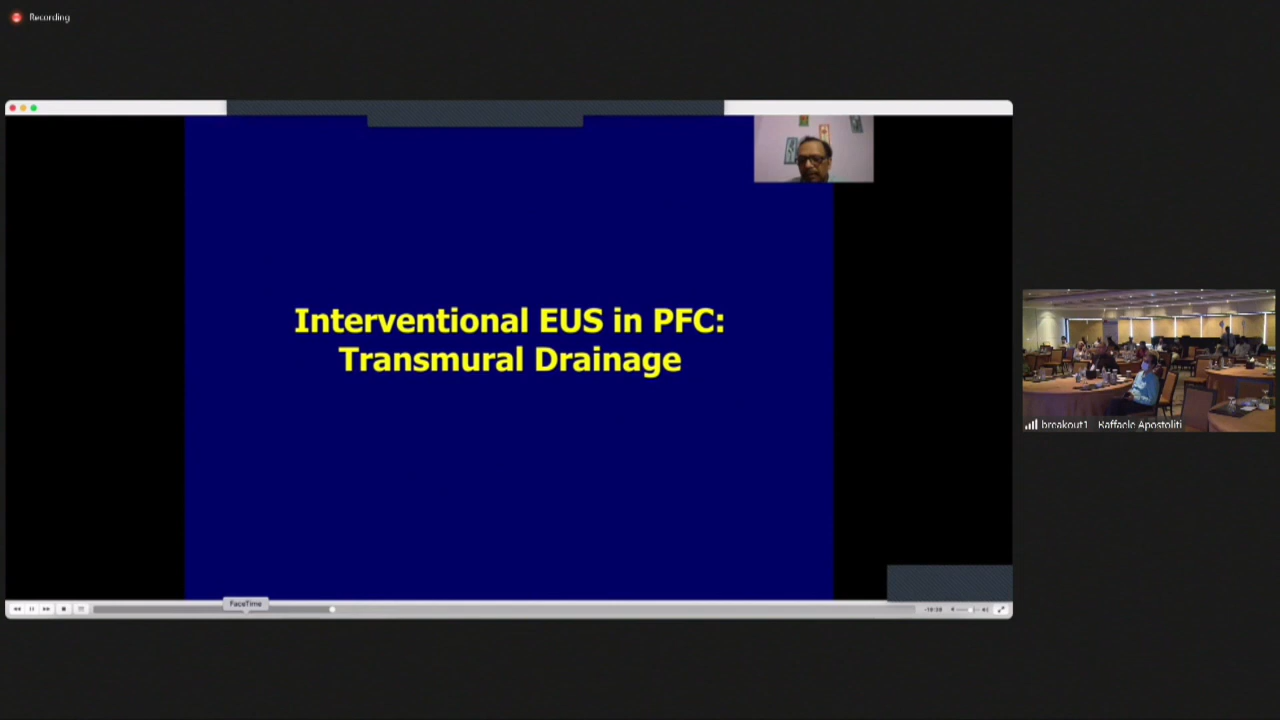 Recording
Interventional EUS in PFC:
Transmural Drainage
breakout1 - Raffaele Apostoliti
FaceTime